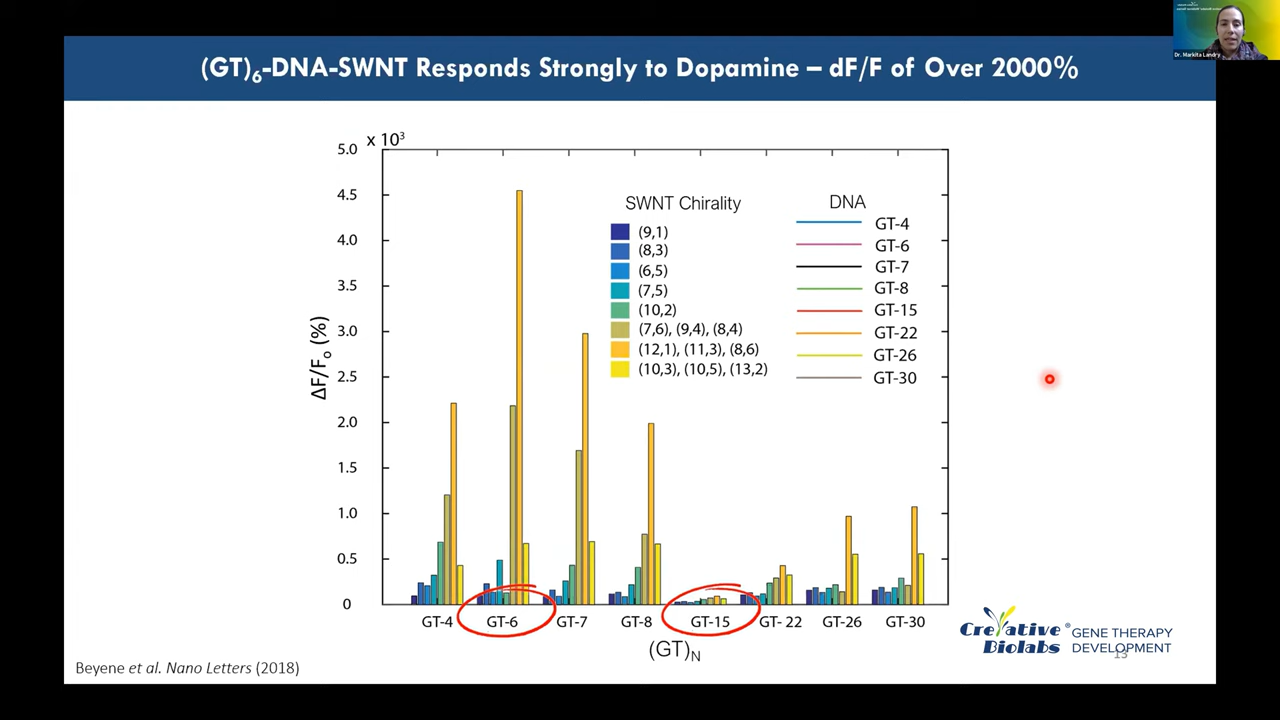 Dr. Markita Landry
(GT)6-DNA-SWNT Responds Strongly to Dopamine – dF/F of Over 2000%
x 10³
5.0
4.5
4.0
3.5
3.0
2.5
2.0
1.5
1.0
0.5
0
ΔF/Fo (%)
SWNT Chirality
(9,1)
(8,3)
(6,5)
(7,5)
(10,2)
(7,6), (9,4), (8,4)
(12,1), (11,3), (8,6)
(10,3), (10,5), (13,2)
DNA
GT-4
GT-6
GT-7
GT-8
GT-15
GT-22
GT-26
GT-30
GT-4 GT-6 GT-7 GT-8 GT-15 GT- 22 GT-26 GT-30
(GT)N
Creative Biolabs®
GENE THERAPY
DEVELOPMENT
13
Beyene et al. Nano Letters (2018)